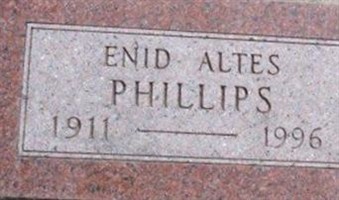 ENID ALTES
PHILLIPS
1911 — 1996